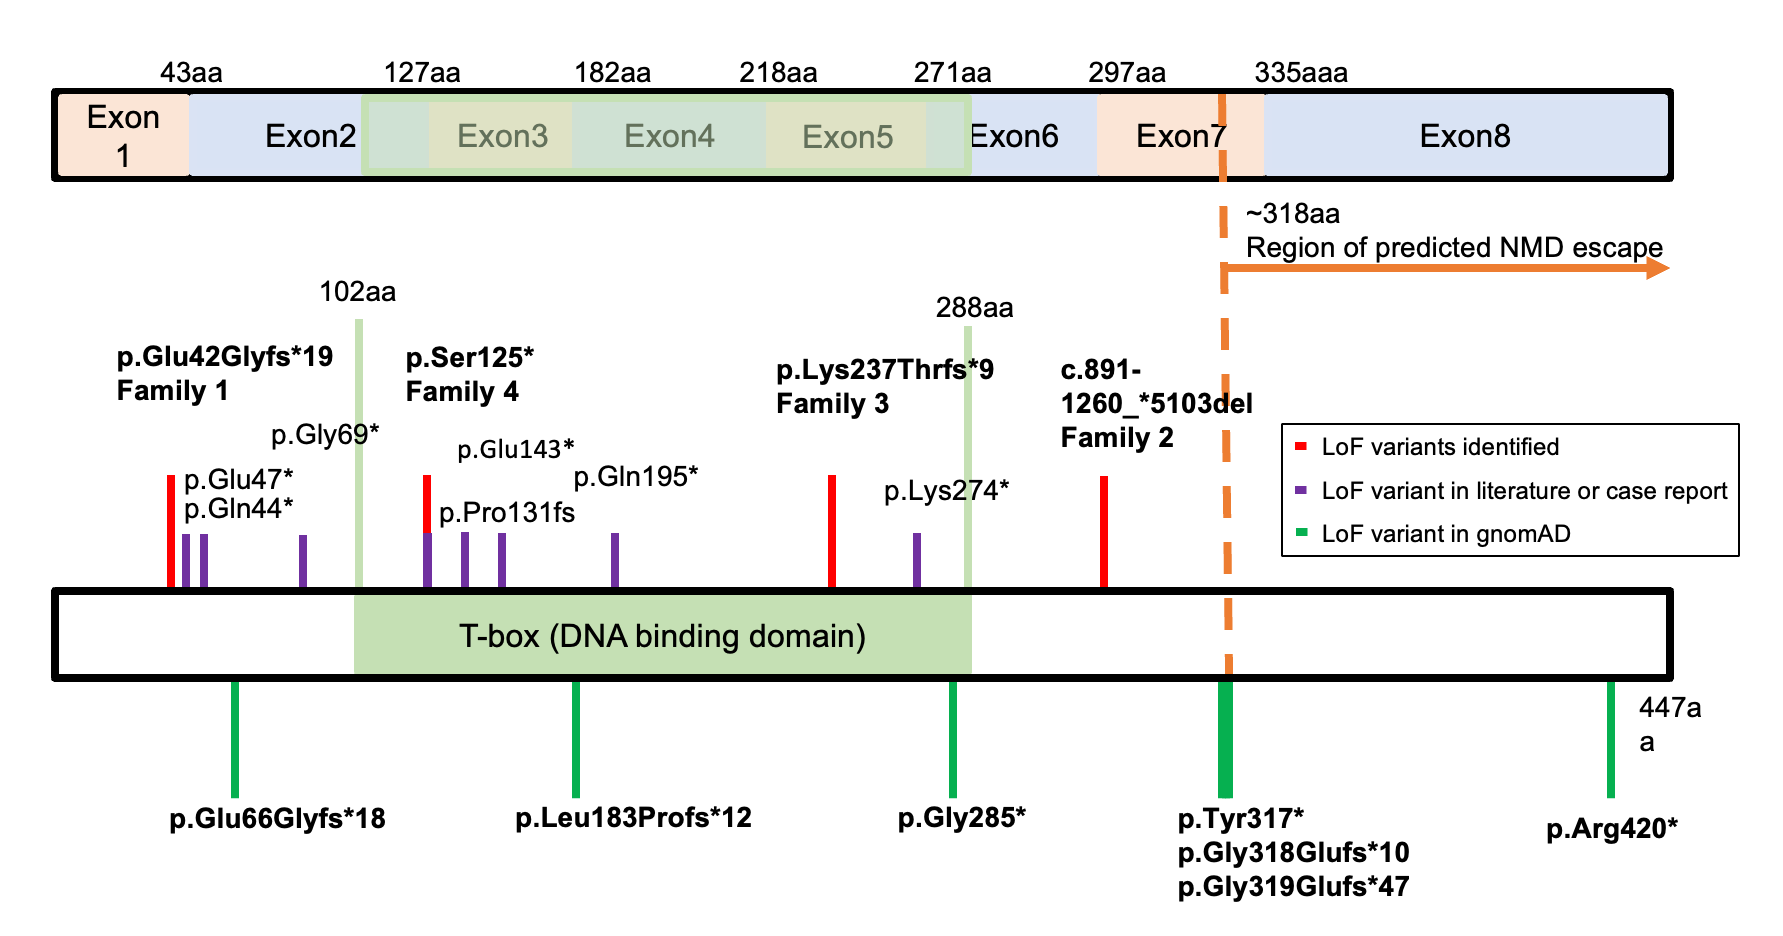 43aa 127aa 182aa 218aa 271aa 297aa 335aaa
Exon
1
Exon2 Exon3 Exon4 Exon5 Exon6 Exon7 Exon8
~318aa
Region of predicted NMD escape
102aa
288aa
p.Glu42Glyfs*19
Family 1
p.Ser125*
Family 4
p.Lys237Thrfs*9
Family 3
c.891-
1260_*5103del
Family 2
p.Gly69*
p.Glu47*
p.Gln44*
p.Glu143*
p.Pro131fs
p.Gln195*
p.Lys274*
LoF variants identified
LoF variant in literature or case report
LoF variant in gnomAD
T-box (DNA binding domain)
447a
a
p.Glu66Glyfs*18
p.Leu183Profs*12
p.Gly285*
p.Tyr317*
p.Gly318Glufs*10
p.Gly319Glufs*47
p.Arg420*